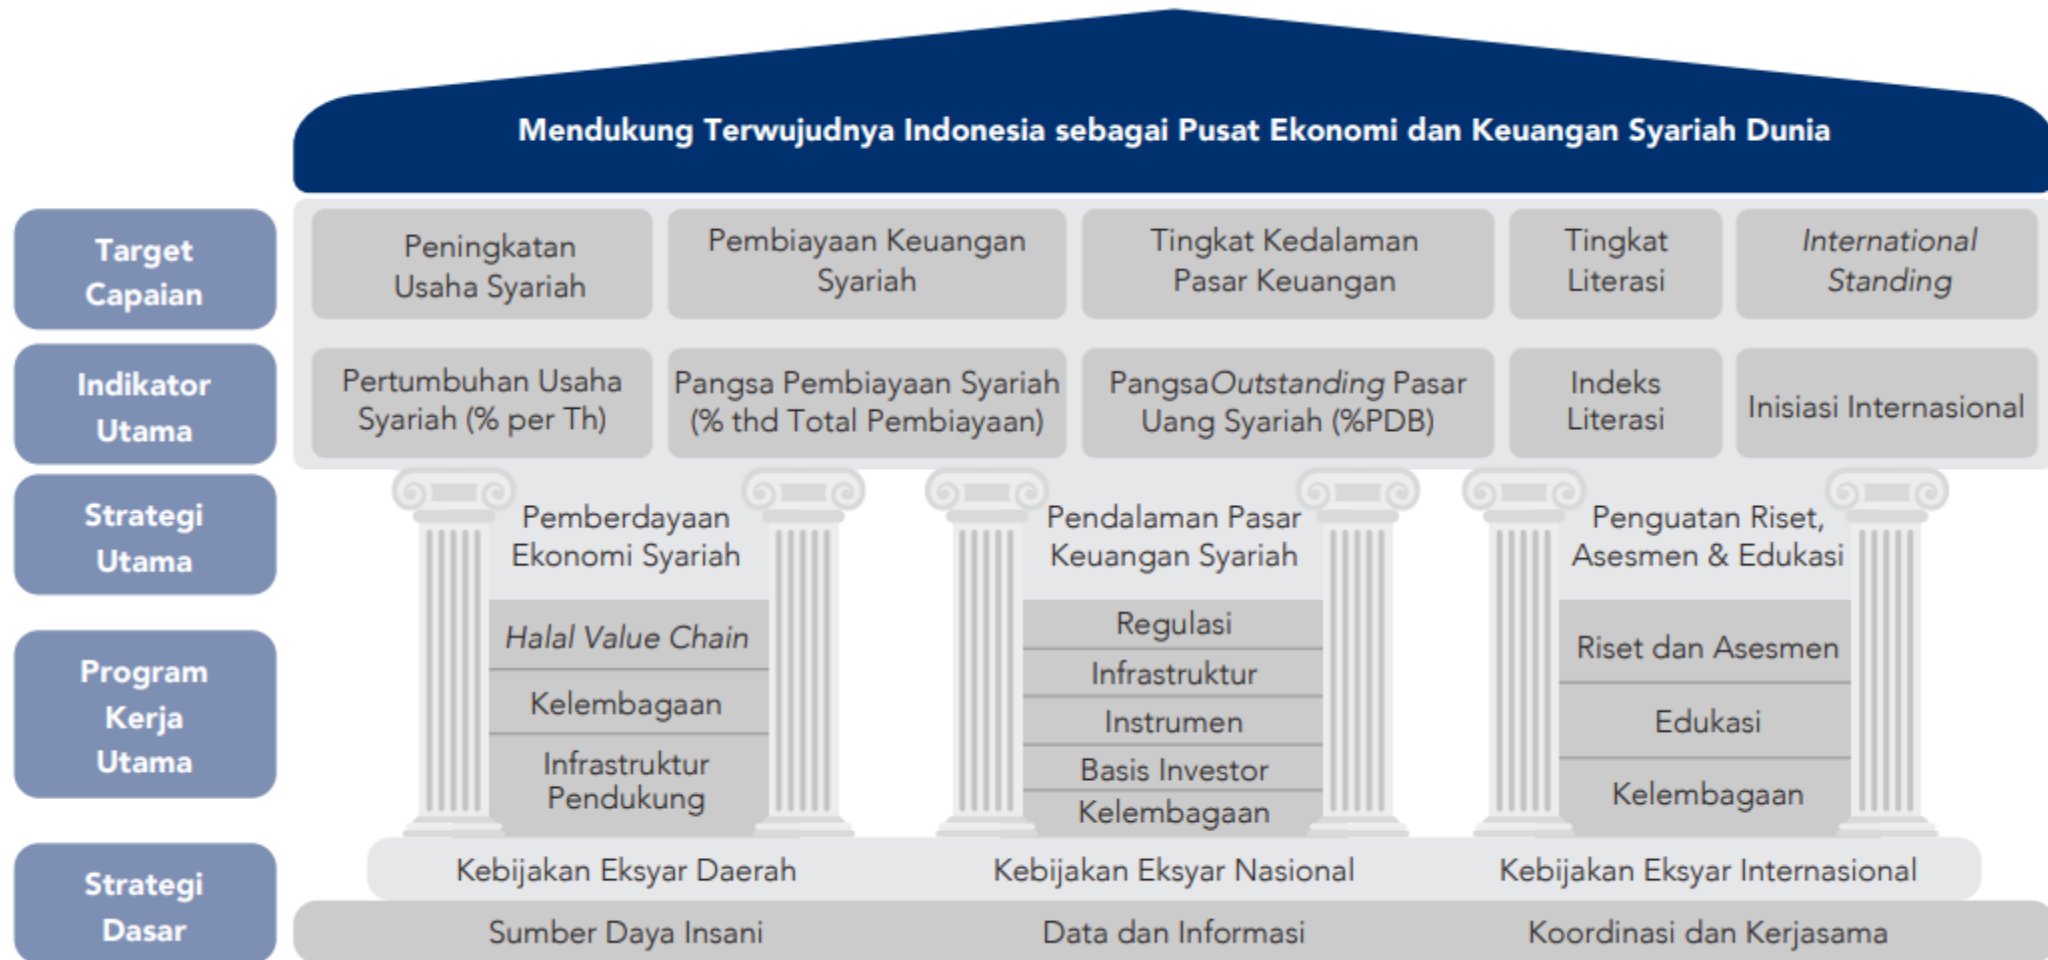 Mendukung Terwujudnya Indonesia sebagai Pusat Ekonomi dan Keuangan Syariah Dunia
Target
Capaian
Peningkatan
Usaha Syariah
Pembiayaan Keuangan
Syariah
Tingkat Kedalaman
Pasar Keuangan
Tingkat
Literasi
International
Standing
Indikator
Utama
Pertumbuhan Usaha
Syariah (% per Th)
Pangsa Pembiayaan Syariah
(% thd Total Pembiayaan)
PangsaOutstanding Pasar
Uang Syariah (%PDB)
Indeks
Literasi
Inisiasi Internasional
Strategi
Utama
Pemberdayaan
Ekonomi Syariah
Pendalaman Pasar
Keuangan Syariah
Penguatan Riset,
Asesmen & Edukasi
Program
Kerja
Utama
Halal Value Chain
Kelembagaan
Infrastruktur
Pendukung
Regulasi
Infrastruktur
Instrumen
Basis Investor
Kelembagaan
Riset dan Asesmen
Edukasi
Kelembagaan
Strategi
Dasar
Kebijakan Eksyar Daerah
Kebijakan Eksyar Nasional
Kebijakan Eksyar Internasional
Sumber Daya Insani
Data dan Informasi
Koordinasi dan Kerjasama